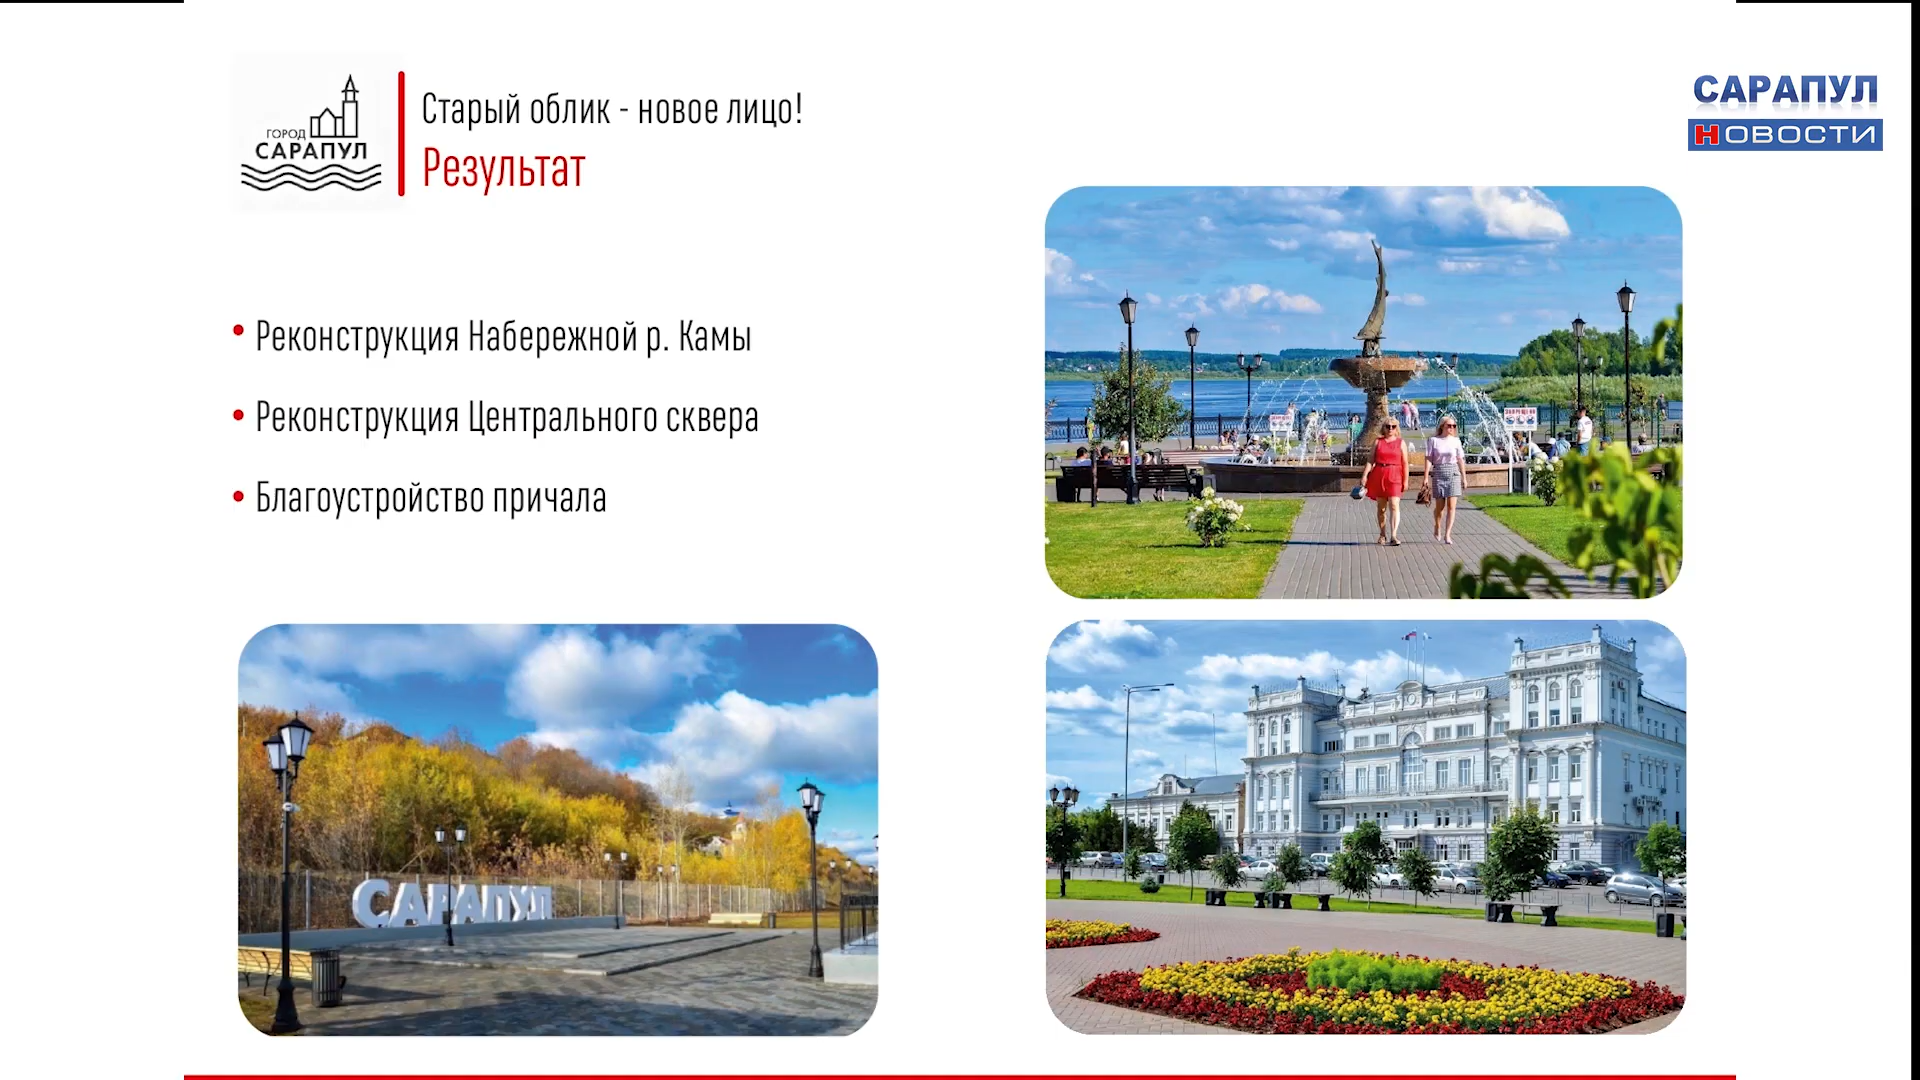 ГОРОД
САРАПУЛ
Старый облик - новое лицо!
Результат
САРАПУЛ
НОВОСТИ
• Реконструкция Набережной р. Камы
• Реконструкция Центрального сквера
• Благоустройство причала
САРАПУЛ